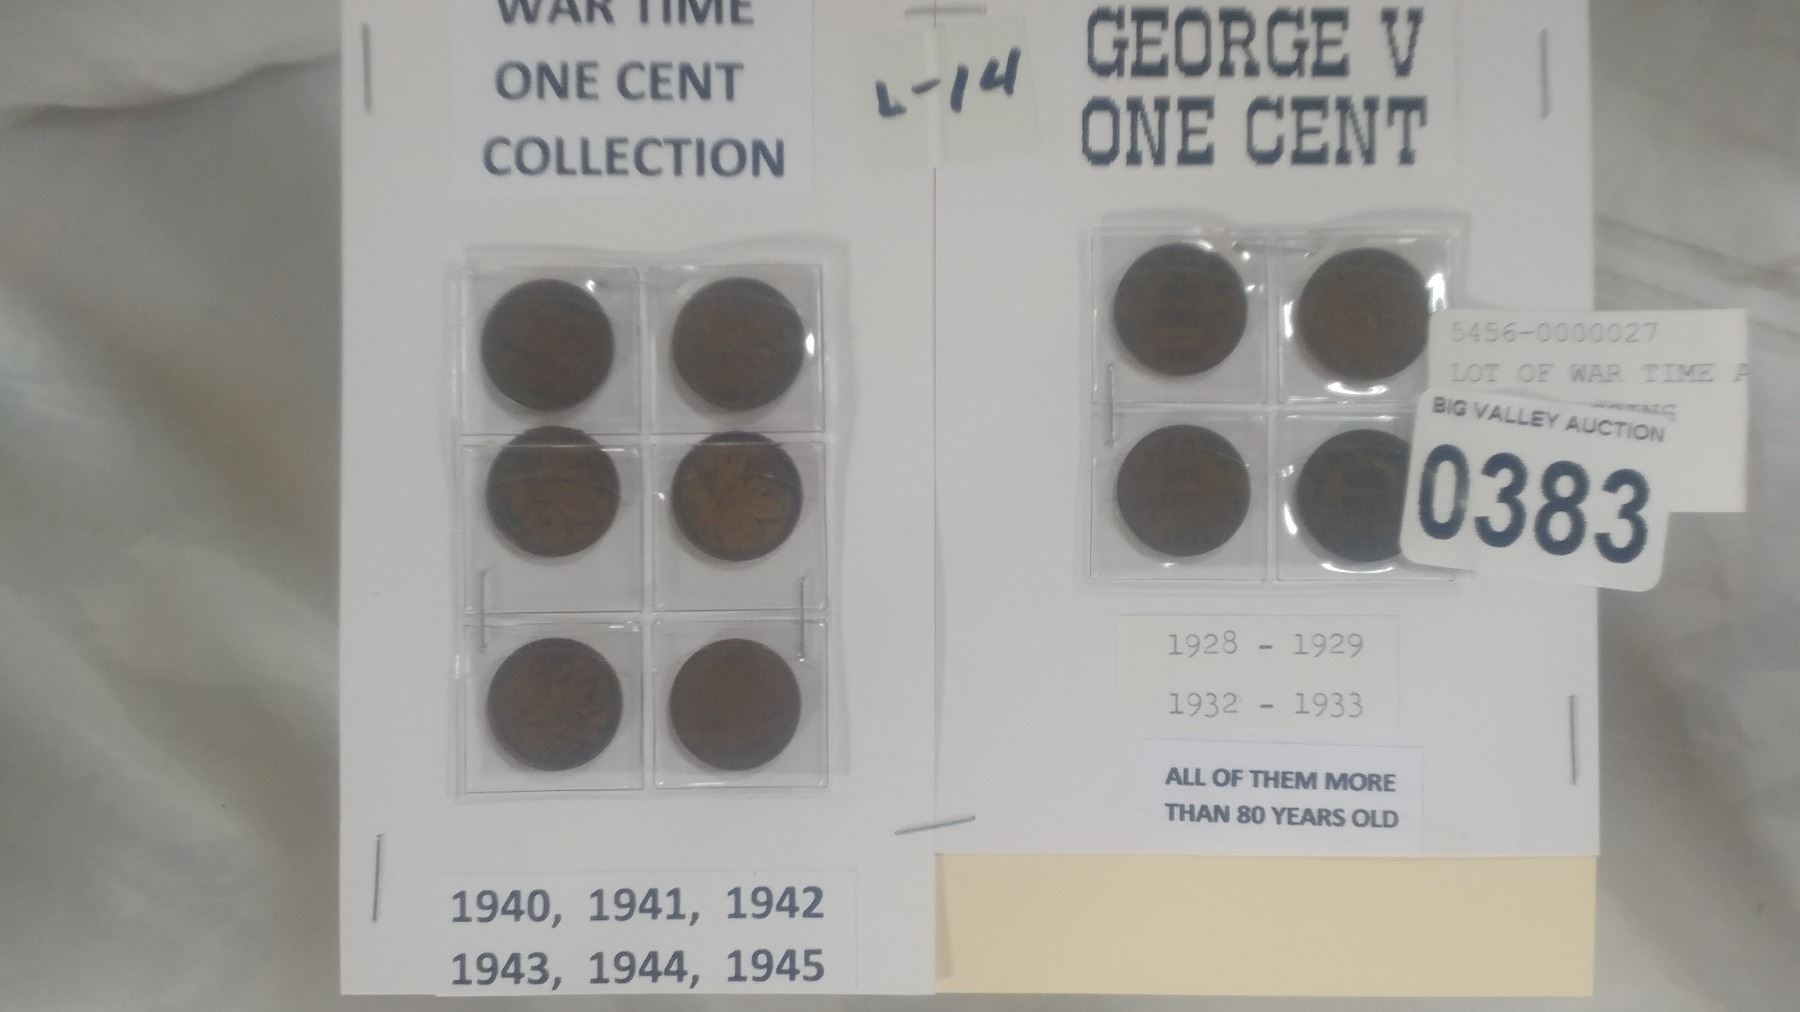 WAR TIME
ONE CENT
COLLECTION
L-14
GEORGE V
ONE CENT
5456-0000027
LOT OF WAR TIME A
BIG VALLEY AUCTION
0383
1928 - 1929
1932 - 1933
ALL OF THEM MORE
THAN 80 YEARS OLD
1940, 1941, 1942
1943, 1944, 1945